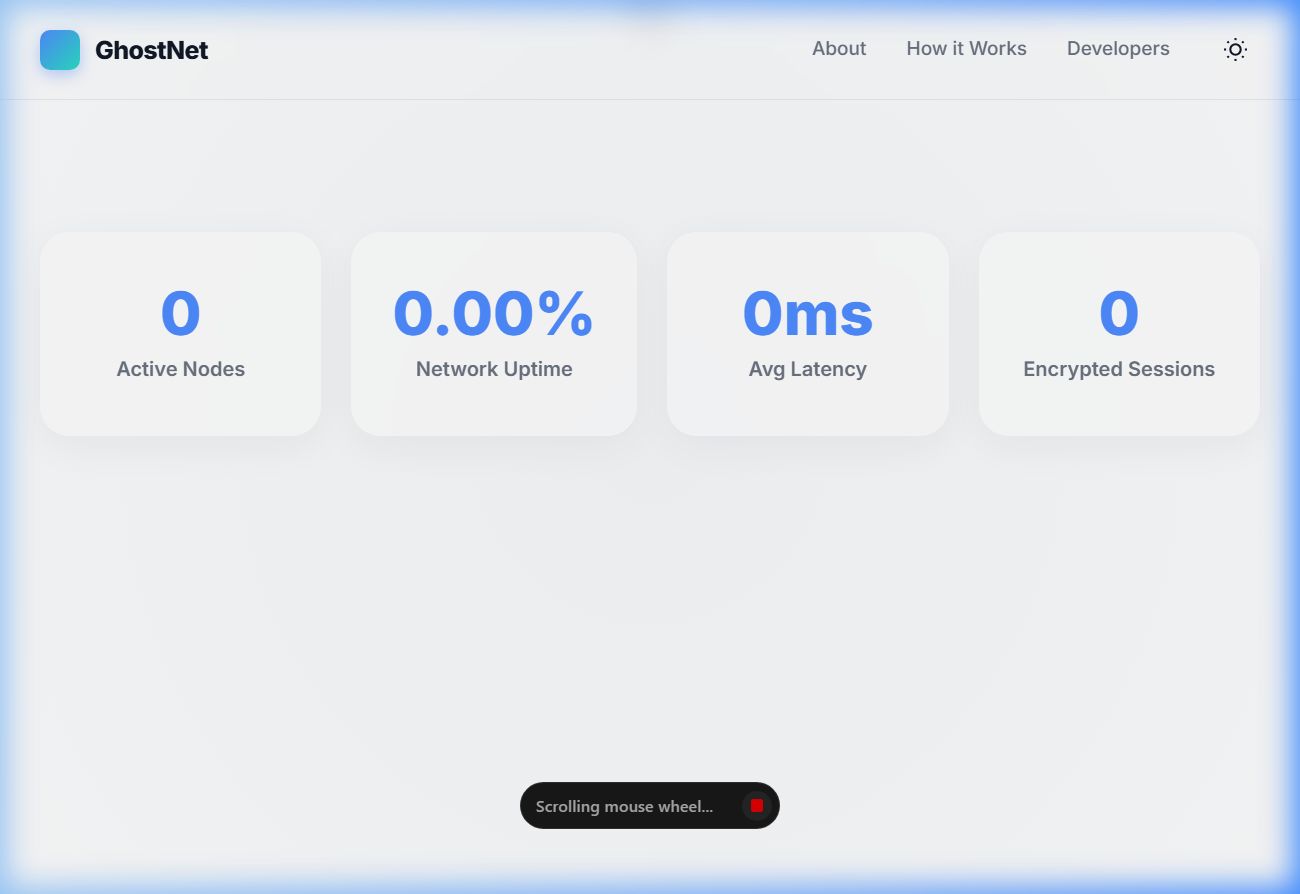 GhostNet
About How it Works Developers
0 0.00% 0ms 0
Active Nodes Network Uptime Avg Latency Encrypted Sessions
Scrolling mouse wheel...